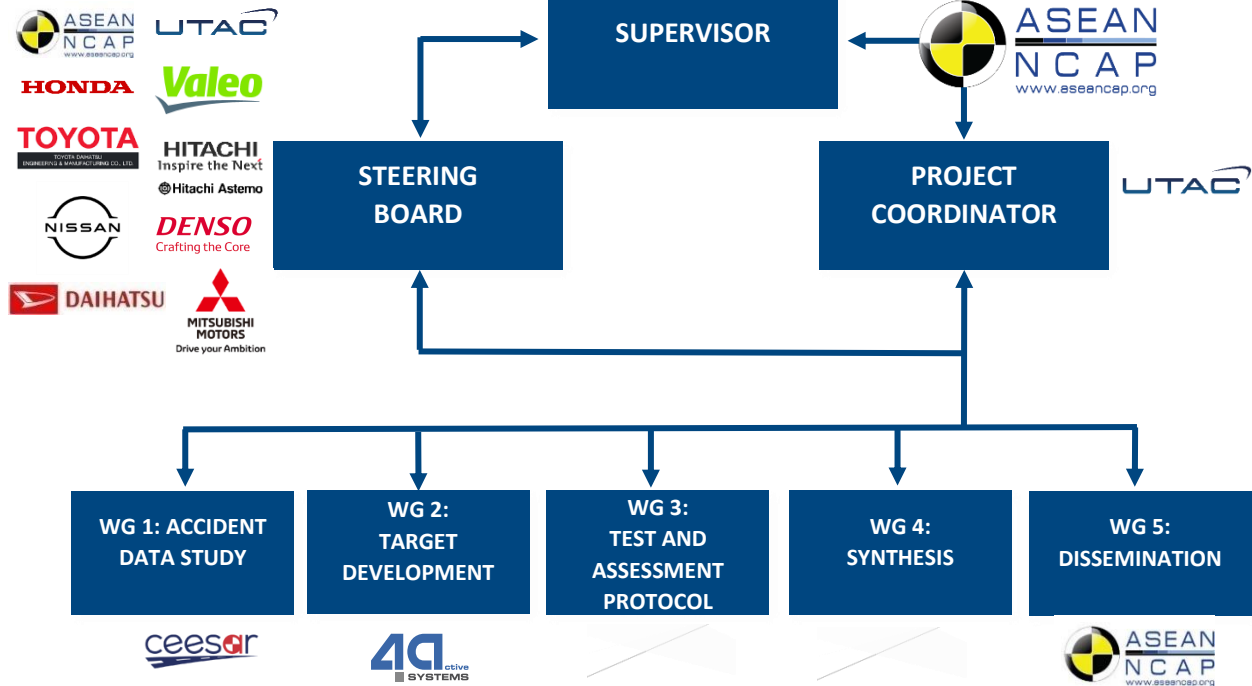 ASEAN
NCAP
www.aseancap.org
UTAC
HONDA
Valeo
TOYOTA
TOYOTA DAIHATSU
ENGINEERING & MANUFACTURING CO., LTD.
HITACHI
Inspire the Next
Hitachi Astemo
NISSAN
DENSO
Crafting the Core
DAIHATSU
MITSUBISHI
MOTORS
Drive your Ambition
SUPERVISOR
ASEAN
NCAP
www.aseancap.org
STEERING
BOARD
PROJECT
COORDINATOR
UTAC
WG 1: ACCIDENT
DATA STUDY
WG 2:
TARGET
DEVELOPMENT
WG 3:
TEST AND
ASSESSMENT
PROTOCOL
WG 4:
SYNTHESIS
WG 5:
DISSEMINATION
ceesar
4a
ctive
SYSTEMS
ASEAN
NCAP
www.aseancap.org